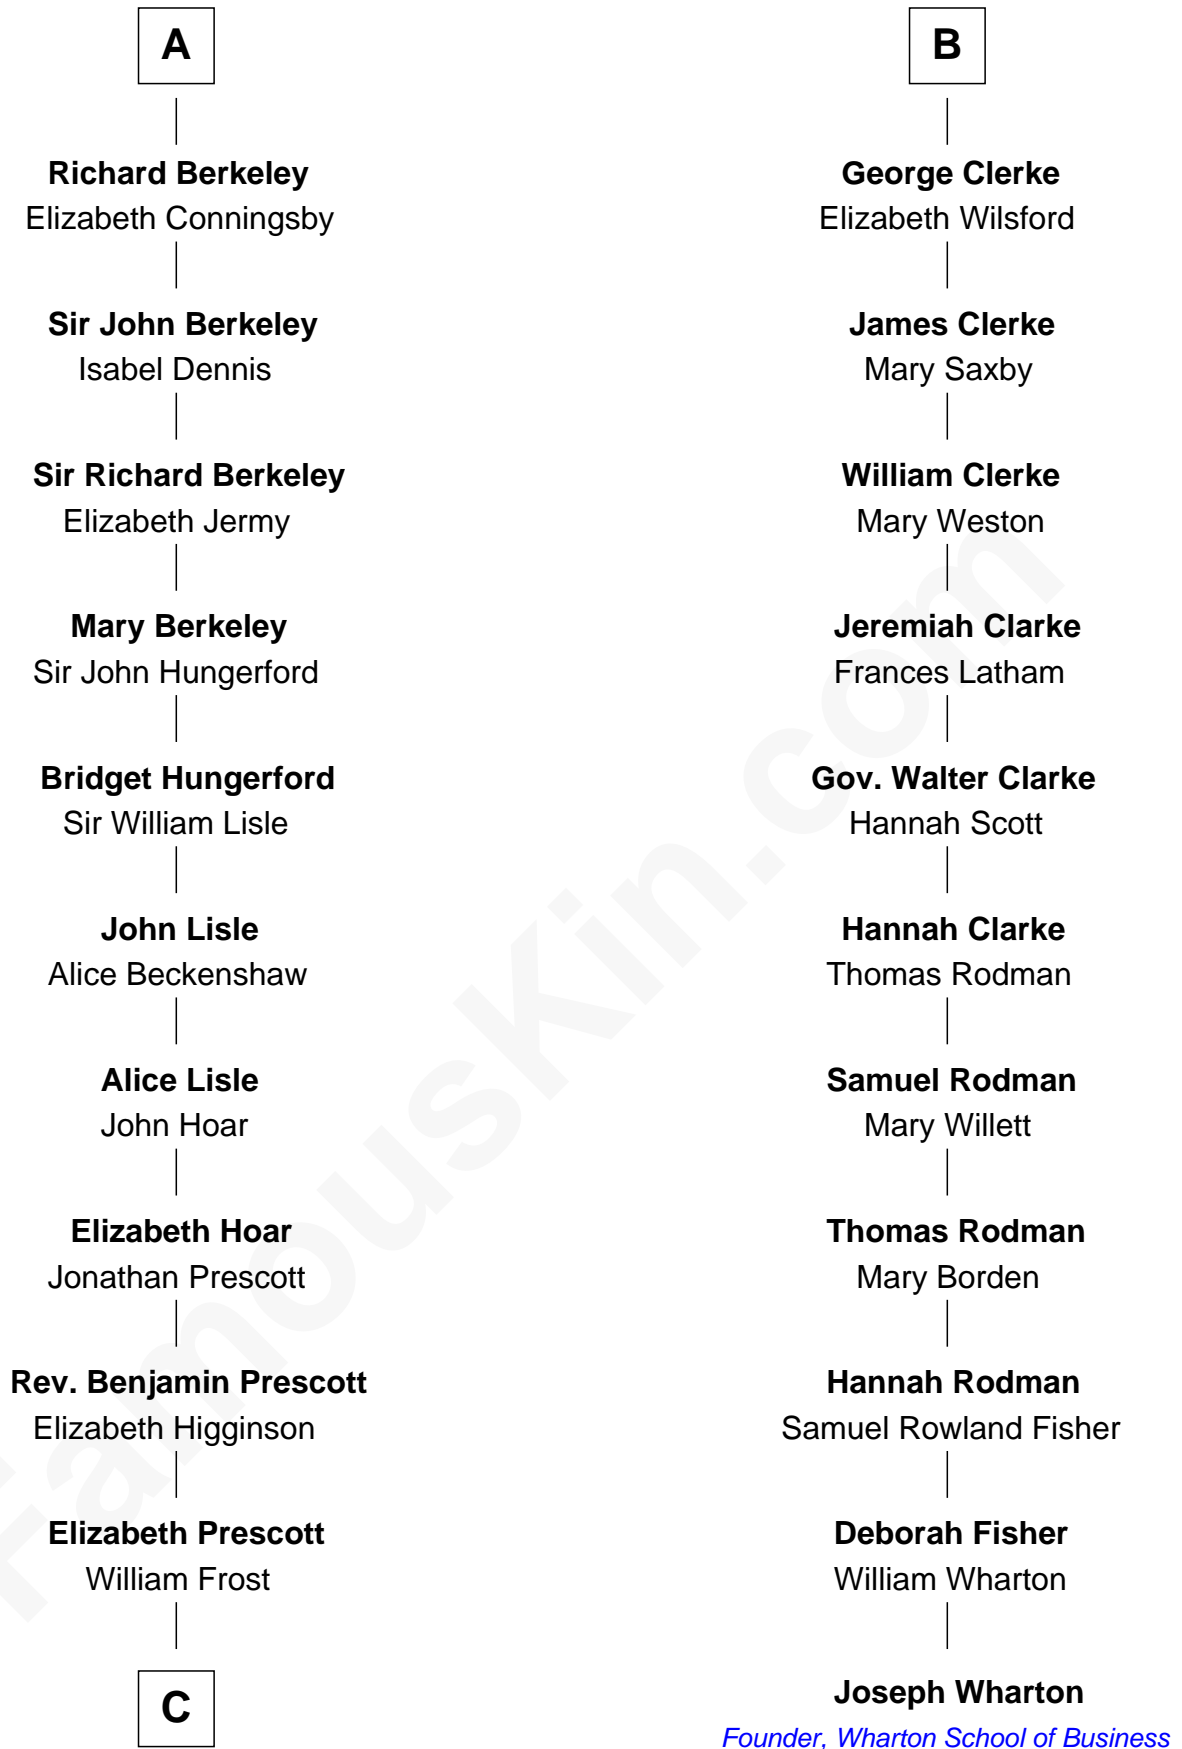 A
Richard Berkeley
Elizabeth Conningsby
Sir John Berkeley
Isabel Dennis
Sir Richard Berkeley
Elizabeth Jermy
Mary Berkeley
Sir John Hungerford
Bridget Hungerford
Sir William Lisle
John Lisle
Alice Beckenshaw
Alice Lisle
John Hoar
Elizabeth Hoar
Jonathan Prescott
Rev. Benjamin Prescott
Elizabeth Higginson
Elizabeth Prescott
William Frost
C
B
George Clerke
Elizabeth Wilsford
James Clerke
Mary Saxby
William Clerke
Mary Weston
Jeremiah Clarke
Frances Latham
Gov. Walter Clarke
Hannah Scott
Hannah Clarke
Thomas Rodman
Samuel Rodman
Mary Willett
Thomas Rodman
Mary Borden
Hannah Rodman
Samuel Rowland Fisher
Deborah Fisher
William Wharton
Joseph Wharton
Founder, Wharton School of Business
FamousKin.com